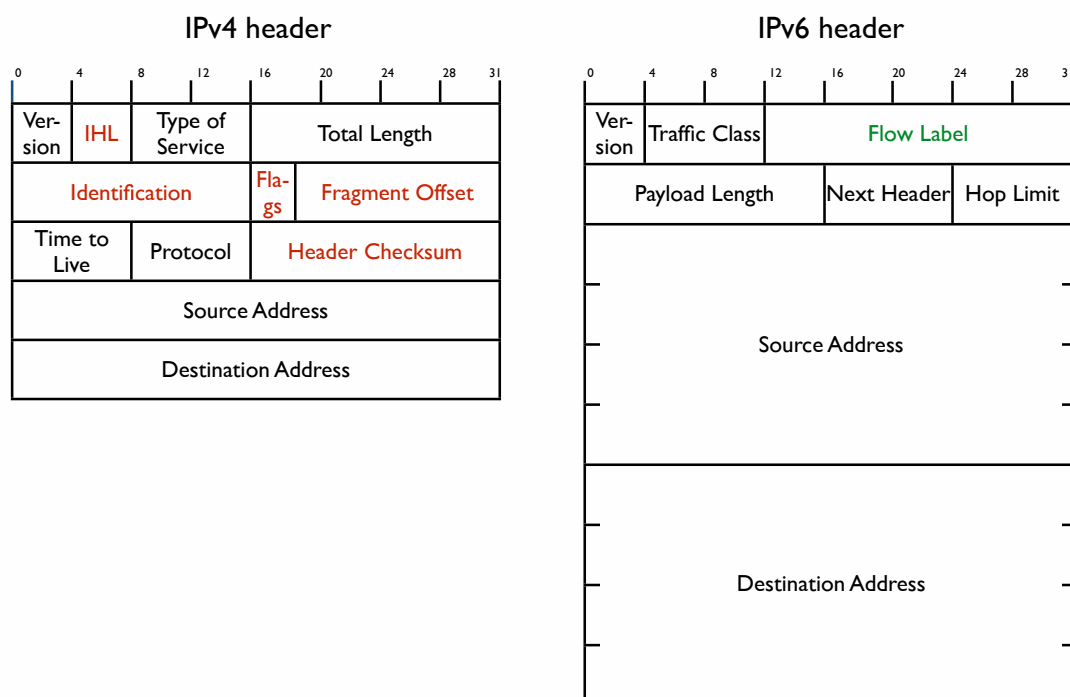 IPv4 header
0 4 8 12 16 20 24 28 31
Ver-
sion
IHL
Type of
Service
Total Length
Identification
Fla-
gs
Fragment Offset
Time to
Live
Protocol
Header Checksum
Source Address
Destination Address
IPv6 header
0 4 8 12 16 20 24 28 3
Ver-
sion
Traffic Class
Flow Label
Payload Length
Next Header
Hop Limit
Source Address
Destination Address